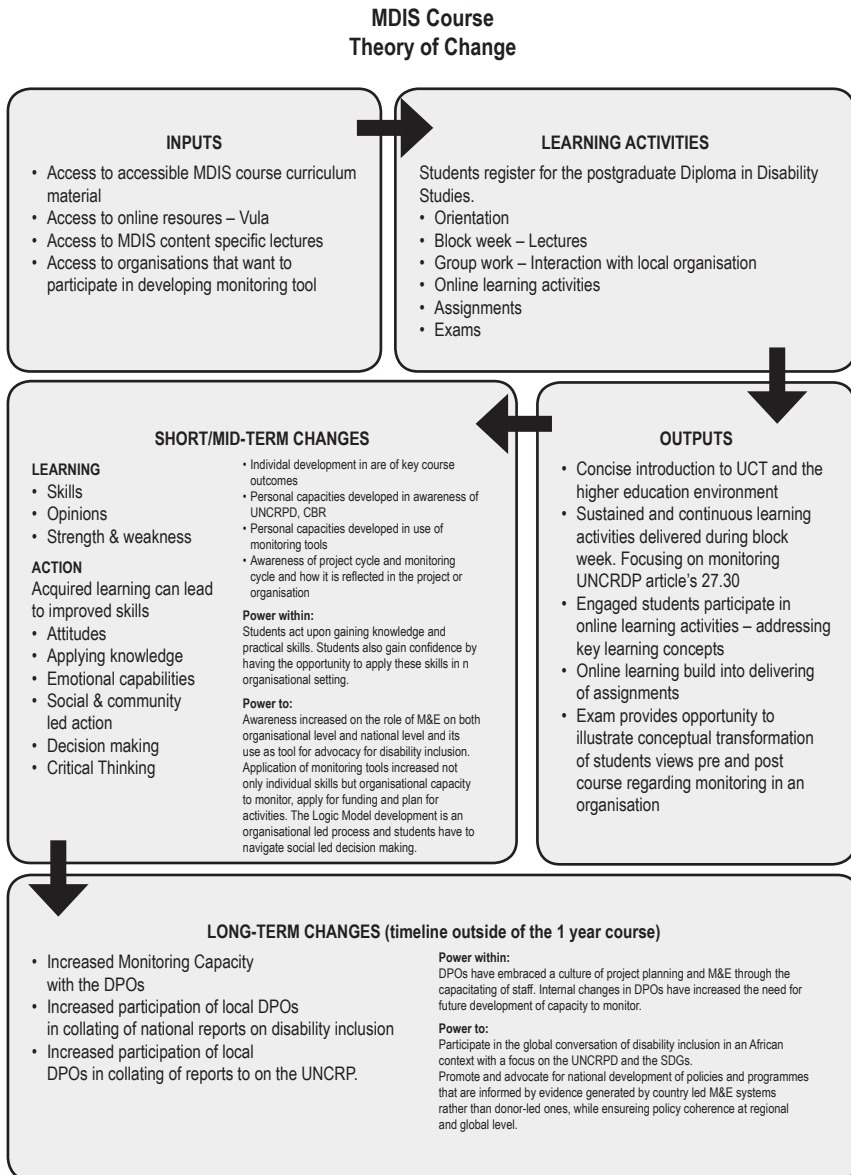 MDIS Course
Theory of Change
INPUTS
• Access to accessible MDIS course curriculum
material
• Access to online resoures – Vula
• Access to MDIS content specific lectures
• Access to organisations that want to
participate in developing monitoring tool
LEARNING ACTIVITIES
Students register for the postgraduate Diploma in Disability
Studies.
• Orientation
• Block week – Lectures
• Group work – Interaction with local organisation
• Online learning activities
• Assignments
• Exams
OUTPUTS
• Concise introduction to UCT and the
higher education environment
• Sustained and continuous learning
activities delivered during block
week. Focusing on monitoring
UNCRDP article's 27.30
• Engaged students participate in
online learning activities – addressing
key learning concepts
• Online learning build into delivering
of assignments
• Exam provides opportunity to
illustrate conceptual transformation
of students views pre and post
course regarding monitoring in an
organisation
SHORT/MID-TERM CHANGES
LEARNING
• Skills
• Opinions
• Strength & weakness
ACTION
Acquired learning can lead
to improved skills
• Attitudes
• Applying knowledge
• Emotional capabilities
• Social & community
led action
• Decision making
• Critical Thinking
• Individal development in are of key course
outcomes
• Personal capacities developed in awareness of
UNCRPD, CBR
• Personal capacities developed in use of
monitoring tools
• Awareness of project cycle and monitoring
cycle and how it is reflected in the project or
organisation
Power within:
Students act upon gaining knowledge and
practical skills. Students also gain confidence by
having the opportunity to apply these skills in n
organisational setting.
Power to:
Awareness increased on the role of M&E on both
organisational level and national level and its
use as tool for advocacy for disability inclusion.
Application of monitoring tools increased not
only individual skills but organisational capacity
to monitor, apply for funding and plan for
activities. The Logic Model development is an
organisational led process and students have to
navigate social led decision making.
LONG-TERM CHANGES (timeline outside of the 1 year course)
• Increased Monitoring Capacity
with the DPOs
• Increased participation of local DPOs
in collating of national reports on disability inclusion
• Increased participation of local
DPOs in collating of reports to on the UNCRP.
Power within:
DPOs have embraced a culture of project planning and M&E through the
capacitating of staff. Internal changes in DPOs have increased the need for
future development of capacity to monitor.
Power to:
Participate in the global conversation of disability inclusion in an African
context with a focus on the UNCRPD and the SDGs.
Promote and advocate for national development of policies and programmes
that are informed by evidence generated by country led M&E systems
rather than donor-led ones, while ensureing policy coherence at regional
and global level.